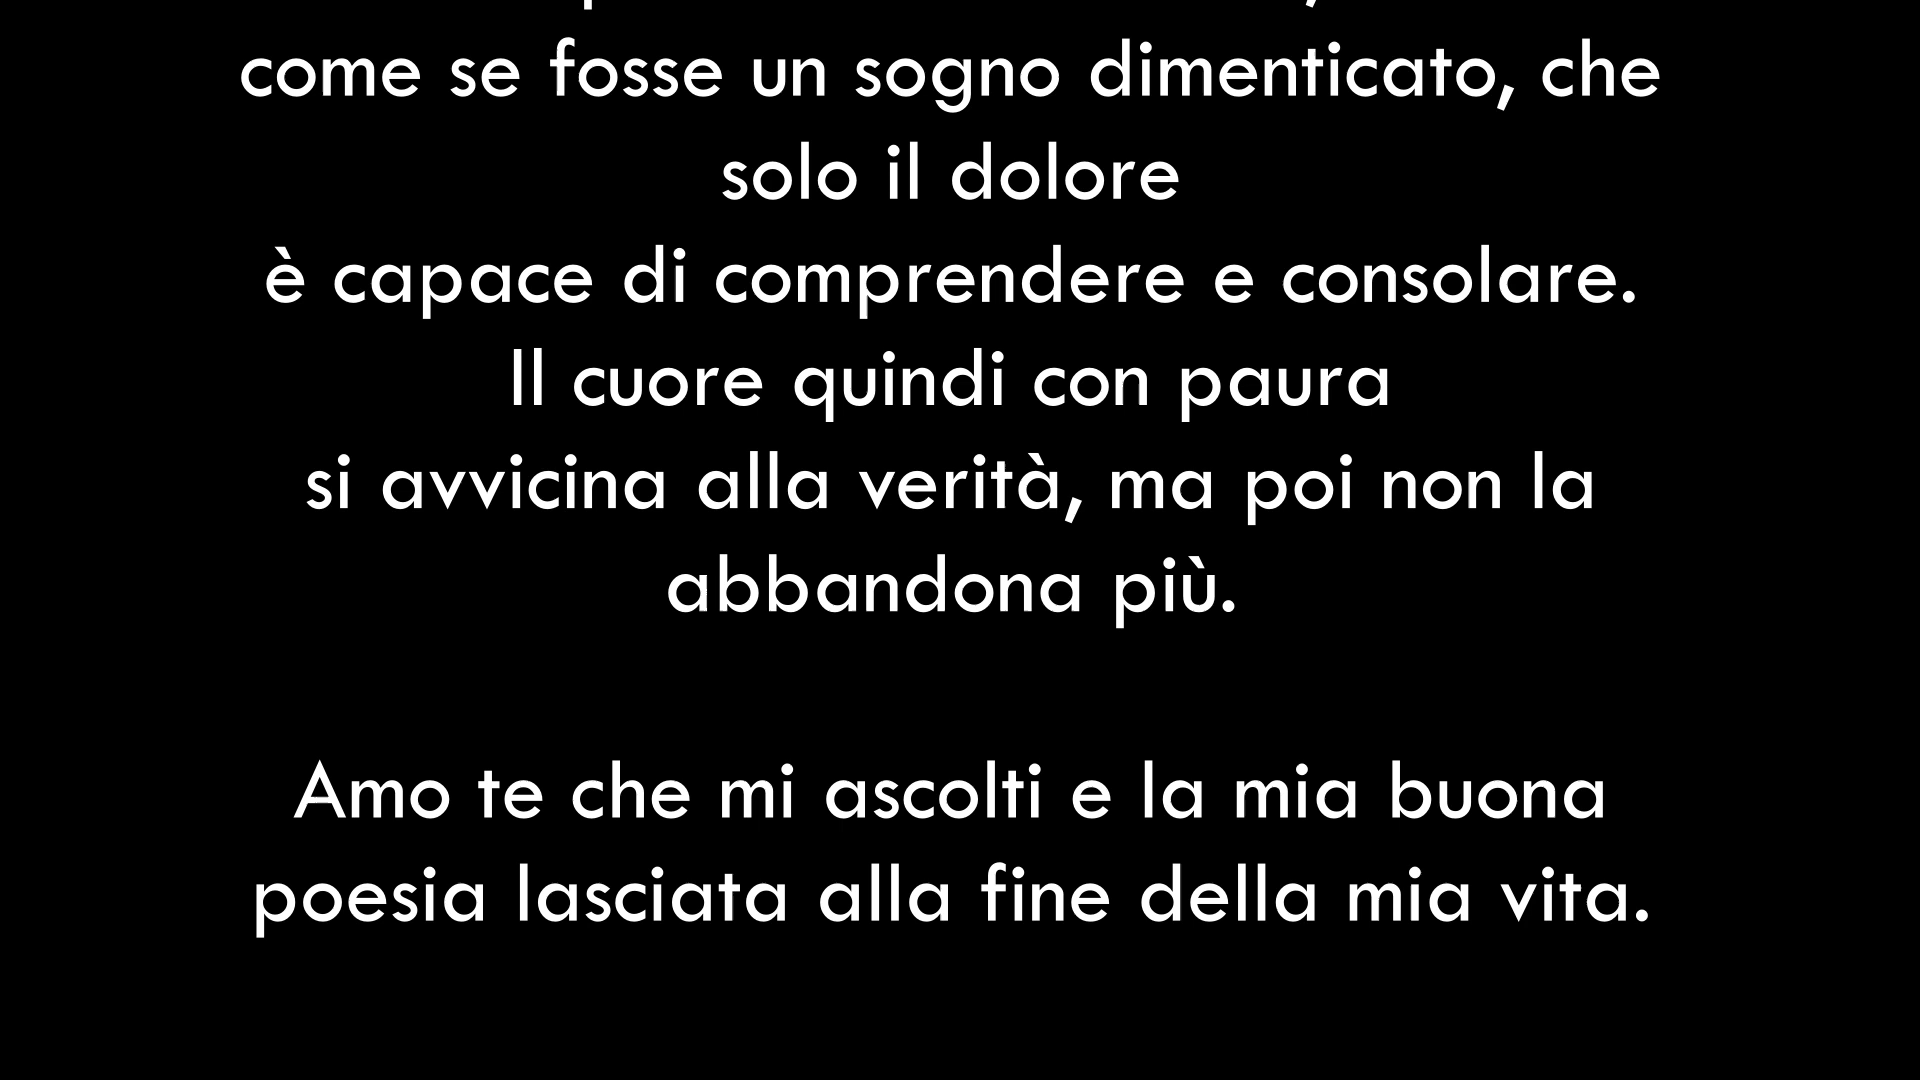 come se fosse un sogno dimenticato, che
solo il dolore
è capace di comprendere e consolare.
Il cuore quindi con paura
si avvicina alla verità, ma poi non la
abbandona più.
Amo te che mi ascolti e la mia buona
poesia lasciata alla fine della mia vita.